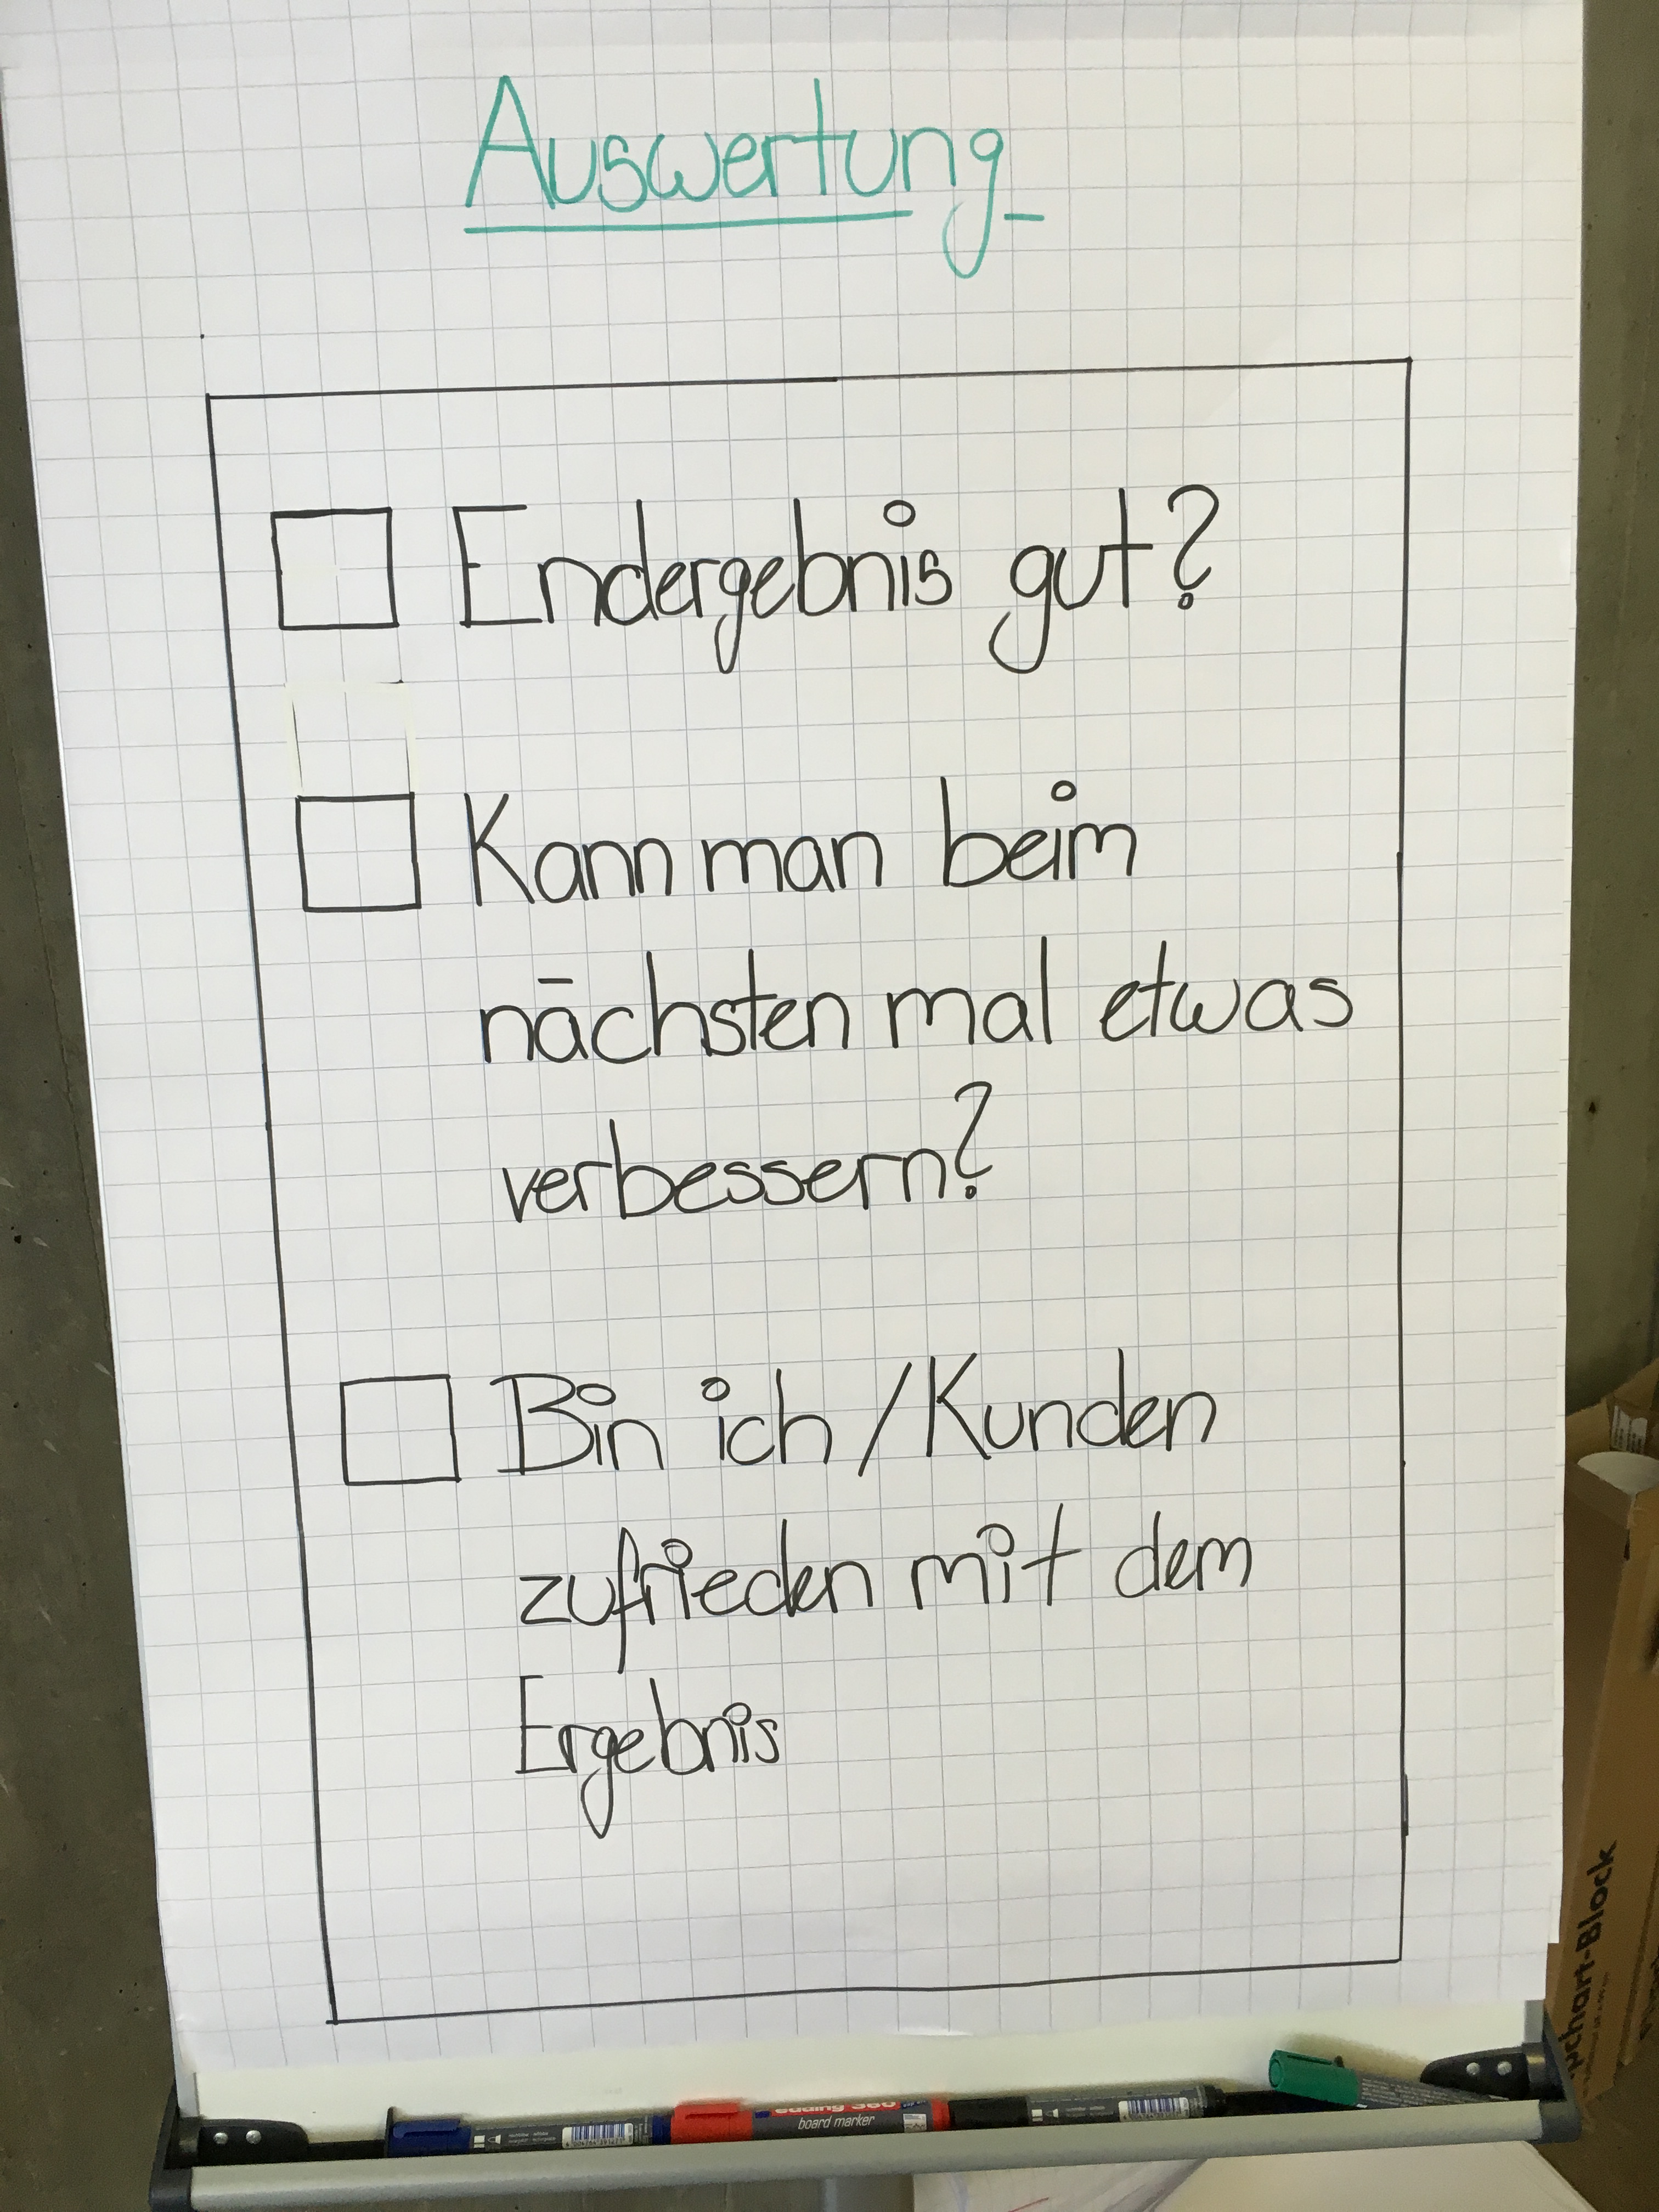 Auswertung
Endergebnis gut?
Kann man beim
nächsten mal etwas
verbessern?
Bin ich / Kunden
zufrieden mit dem
Ergebnis
edding 360
board marker
pchart-Block